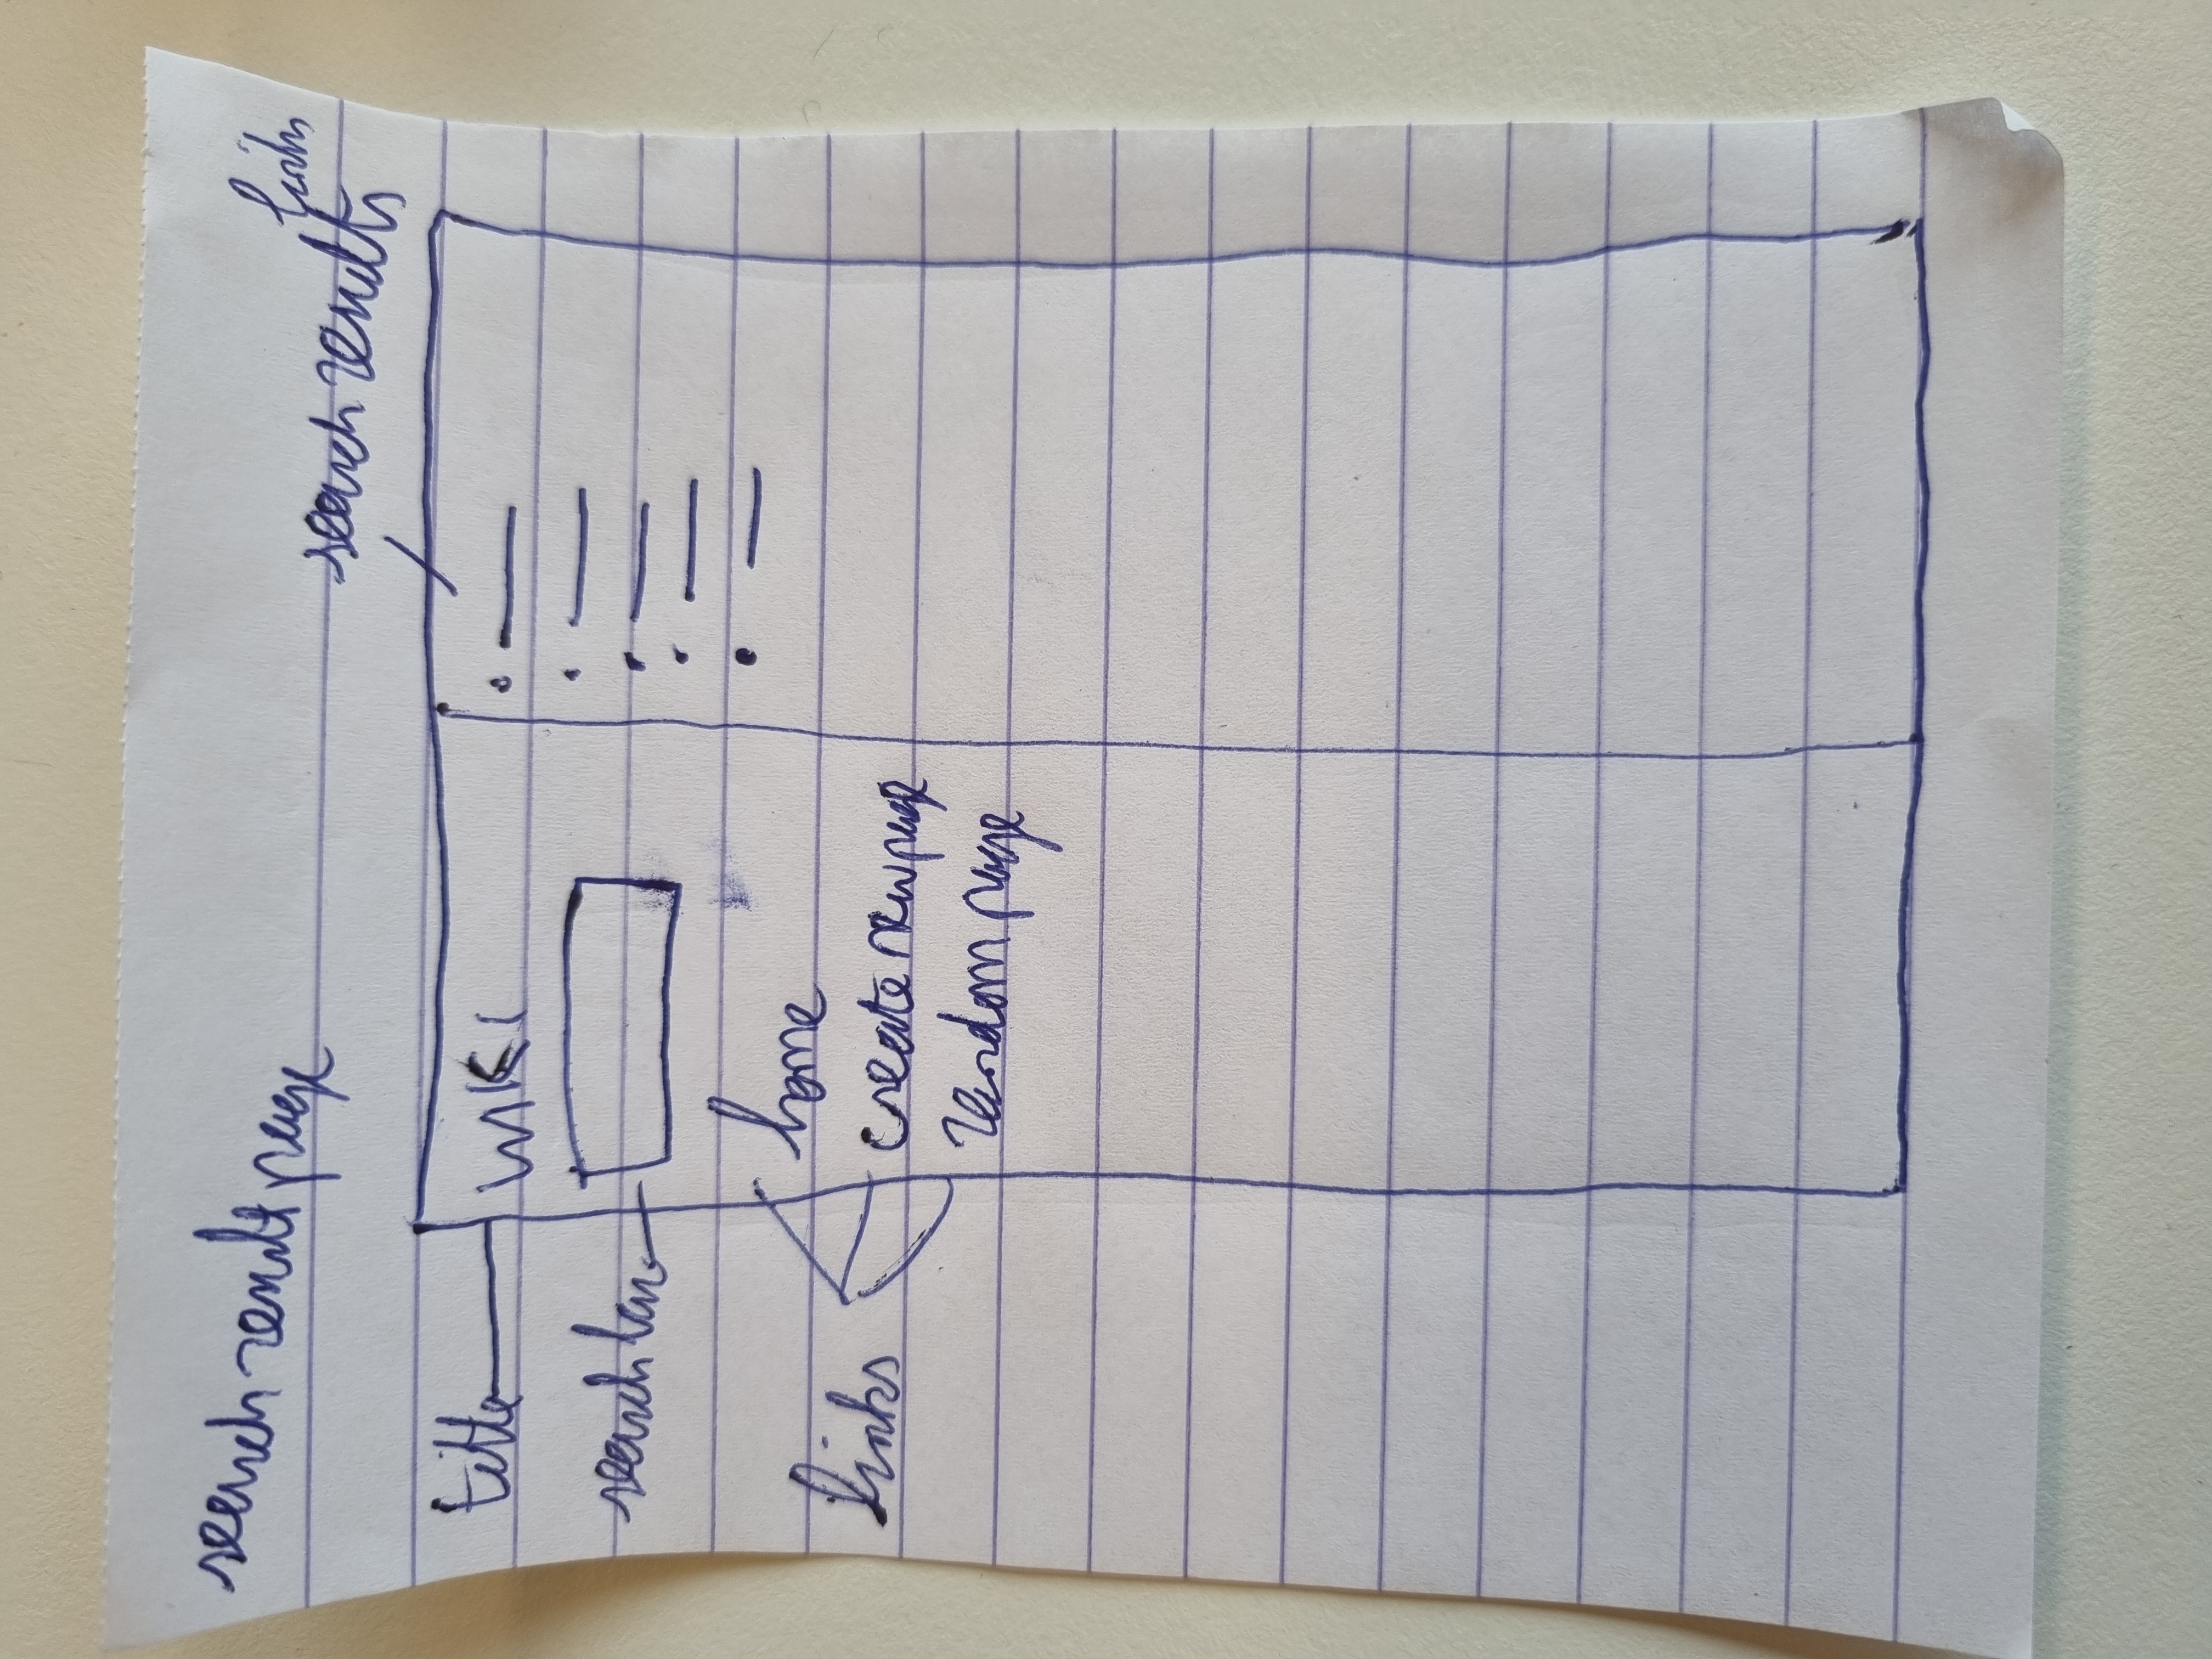 search result page
links
search results
title
WIKI
search bar
home
links
create new page
random page